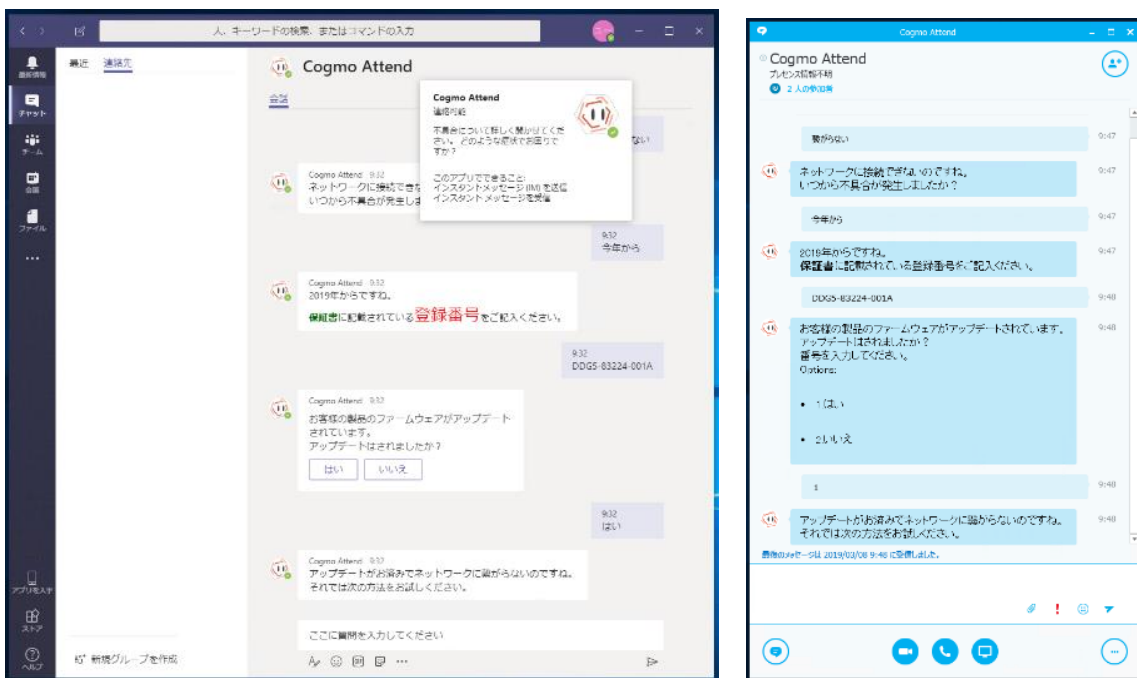 人、キーワードの検索、またはコマンドの入力
最新情報
チャット
チーム
会議
ファイル
アプリを入手
ストア
ヘルプ
最近 連絡先
新規グループを作成
Cogmo Attend
会話
Cogmo Attend
連絡可能
不具合について詳しく聞かせてくだ
さい。どのような症状でお困りで
すか？
このアプリでできること:
インスタントメッセージ (IM) を送信
インスタント メッセージを受信
ない
Cogmo Attend 9:32
ネットワークに接続できな
いつから不具合が発生しま
9:32
今年から
Cogmo Attend 9:32
2019年からですね。
保証書に記載されている登録番号をご記入ください。
9:32
DDGS-83224-001A
Cogmo Attend 9:32
お客様の製品のファームウェアがアップデート
されています。
アップデートはされましたか？
はい いいえ
9:32
はい
Cogmo Attend 9:32
アップデートがお済みでネットワークに繋がらないのですね。
それでは次の方法をお試しください。
ここに質問を入力してください
Cogmo Attend
Cogmo Attend
プレゼンス情報不明
2 人の参加者
繋がらない 9:47
ネットワークに接続できないのですね。 9:47
いつから不具合が発生しましたか？
今年から 9:47
2019年からですね。 9:47
保証書に記載されている登録番号をご記入ください。
DDGS-83224-001A 9:48
お客様の製品のファームウェアがアップデートされています。 9:48
アップデートはされましたか？
番号を入力してください。
Options:
• 1 はい
• 2 いいえ
1 9:48
アップデートがお済みでネットワークに繋がらないのですね。 9:48
それでは次の方法をお試しください。
最後のメッセージは 2019/03/08 9:48 に受信しました。